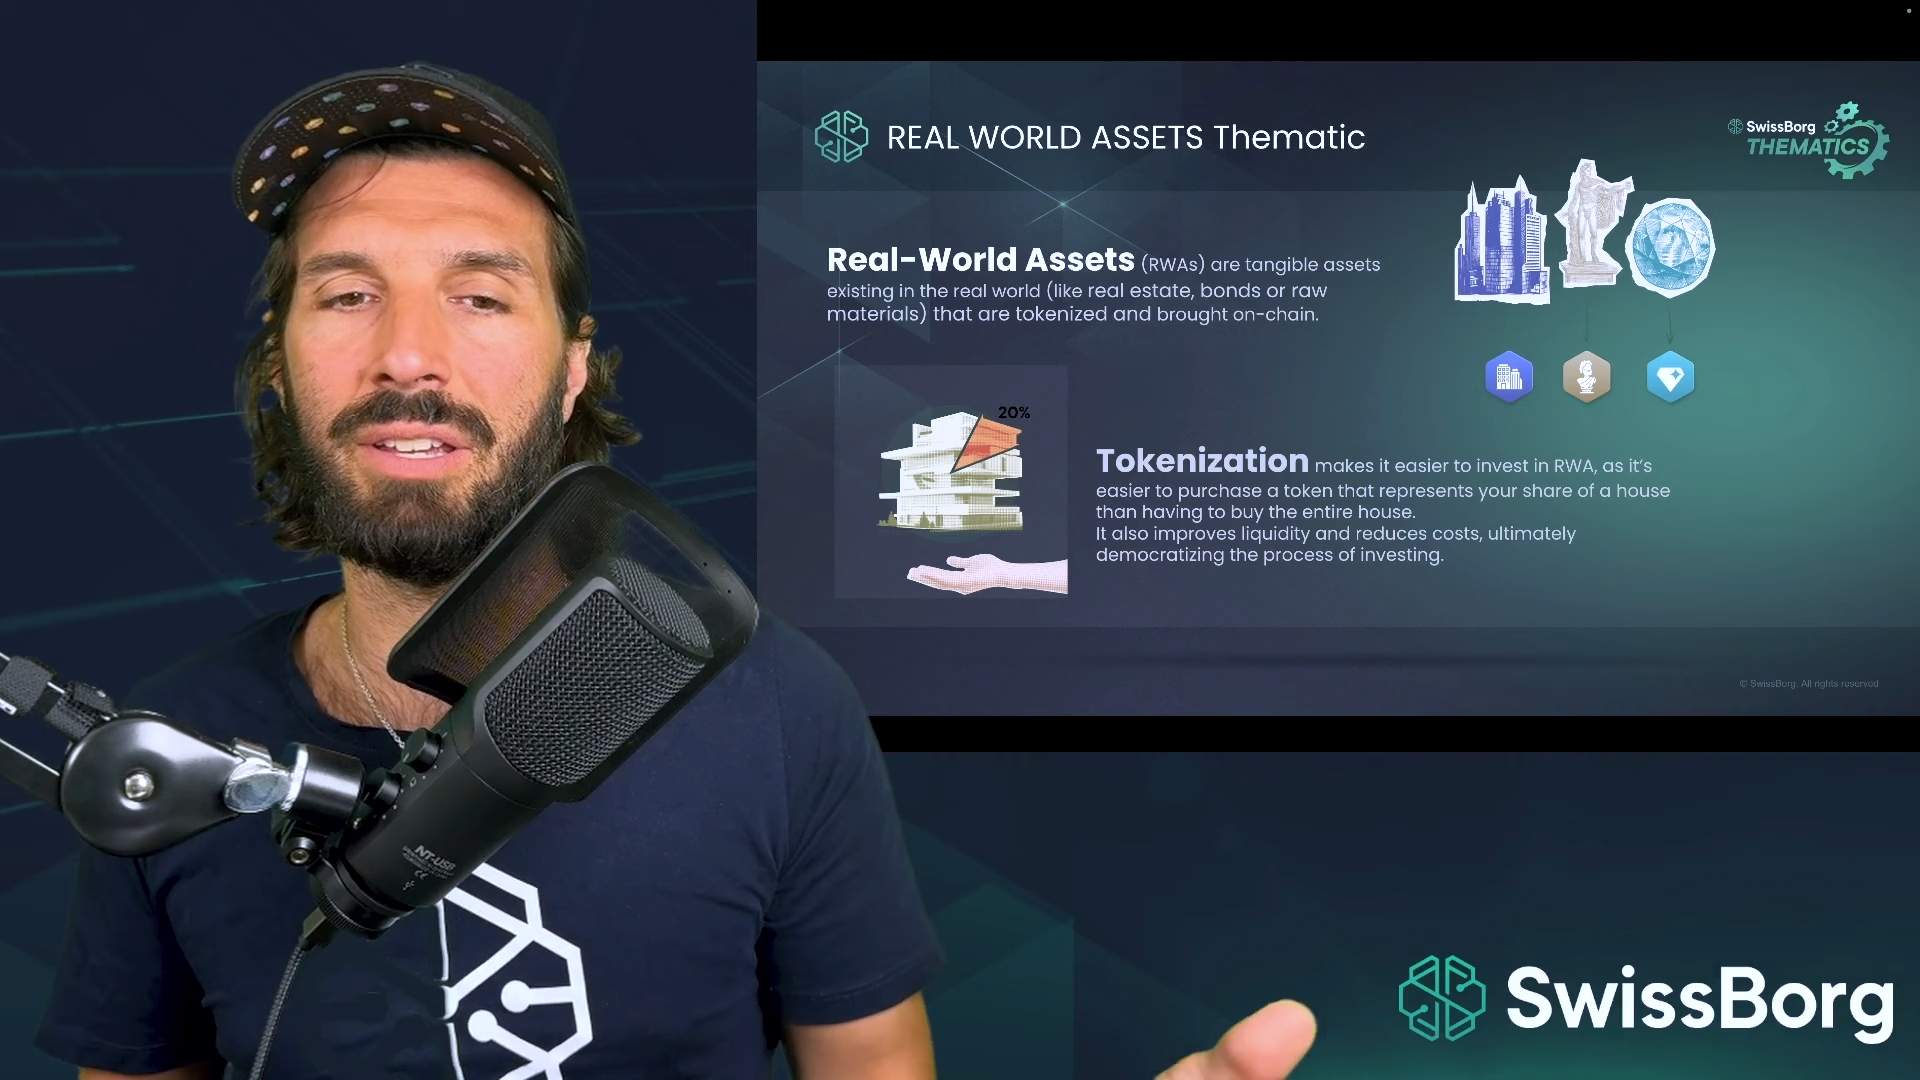 REAL WORLD ASSETS Thematic
SwissBorg
THEMATICS
Real-World Assets (RWAs) are tangible assets
existing in the real world (like real estate, bonds or raw
materials) that are tokenized and brought on-chain.
20%
Tokenization makes it easier to invest in RWA, as it's
easier to purchase a token that represents your share of a house
than having to buy the entire house.
It also improves liquidity and reduces costs, ultimately
democratizing the process of investing.
© SwissBorg. All rights reserved
NT-USB
SwissBorg